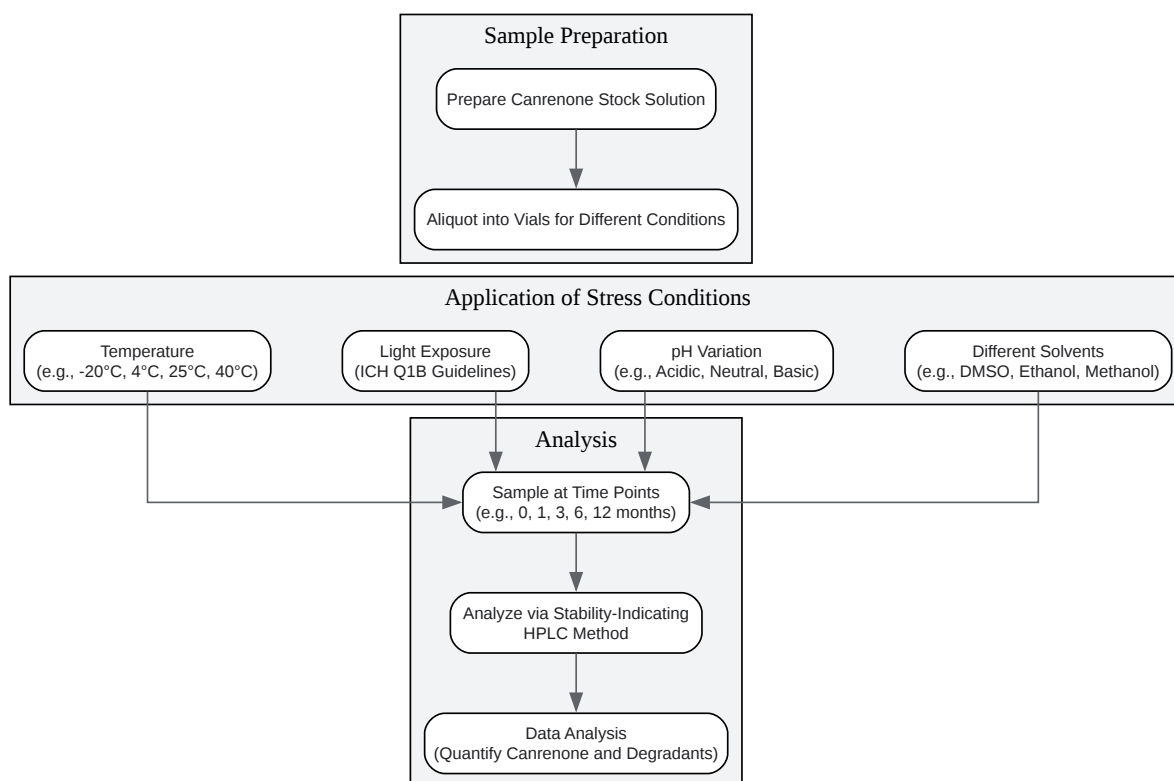 Sample Preparation
Prepare Canrenone Stock Solution
Aliquot into Vials for Different Conditions
Application of Stress Conditions
Temperature
(e.g., -20°C, 4°C, 25°C, 40°C)
Light Exposure
(ICH Q1B Guidelines)
pH Variation
(e.g., Acidic, Neutral, Basic)
Different Solvents
(e.g., DMSO, Ethanol, Methanol)
Analysis
Sample at Time Points
(e.g., 0, 1, 3, 6, 12 months)
Analyze via Stability-Indicating
HPLC Method
Data Analysis
(Quantify Canrenone and Degradants)